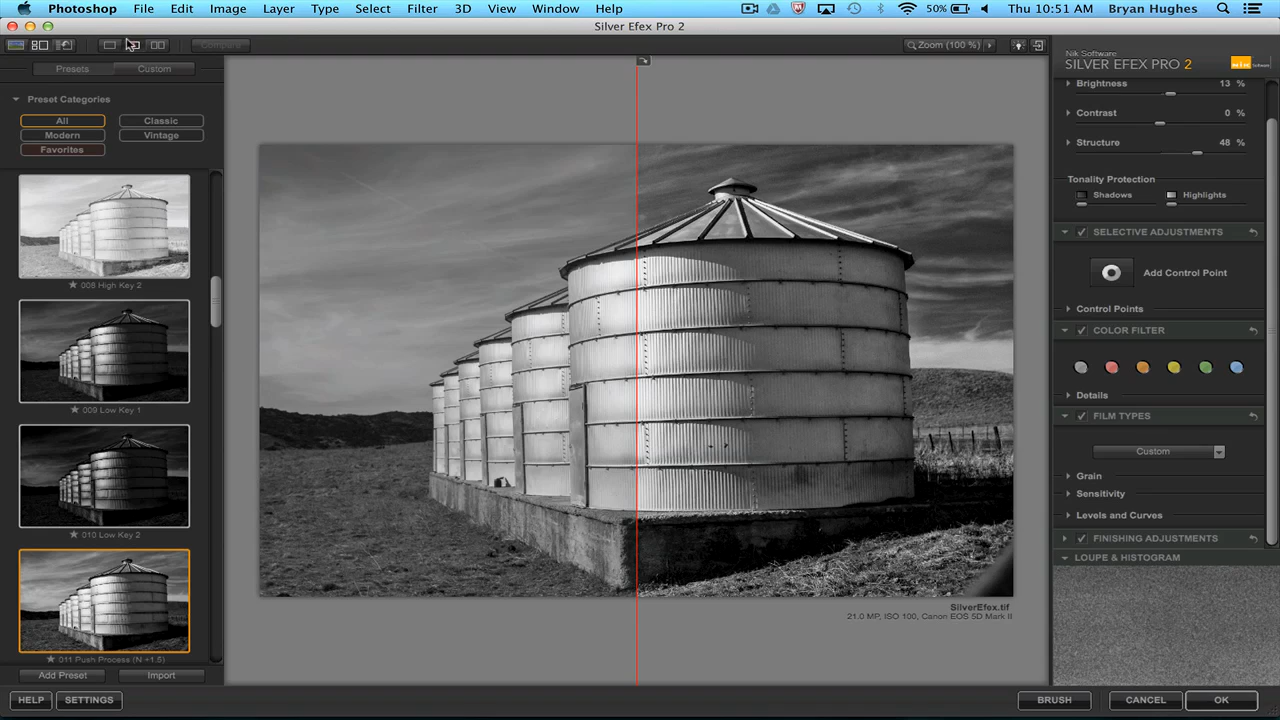 Photoshop File Edit Image Layer Type Select Filter 3D View Window Help 50% Thu 10:51 AM Bryan Hughes
Silver Efex Pro 2
Compare
Zoom (100 %)
Presets Custom
Preset Categories
All Classic
Modern Vintage
Favorites
008 High Key 2
009 Low Key 1
010 Low Key 2
011 Push Process (N +1.5)
Add Preset Import
HELP SETTINGS
SilverEfex.tif
21.0 MP, ISO 100, Canon EOS 5D Mark II
Nik Software
SILVER EFEX PRO 2
nik Software
Brightness 13 %
Contrast 0 %
Structure 48 %
Tonality Protection
Shadows Highlights
SELECTIVE ADJUSTMENTS
Add Control Point
Control Points
COLOR FILTER
Details
FILM TYPES
Custom
Grain
Sensitivity
Levels and Curves
FINISHING ADJUSTMENTS
LOUPE & HISTOGRAM
BRUSH CANCEL OK